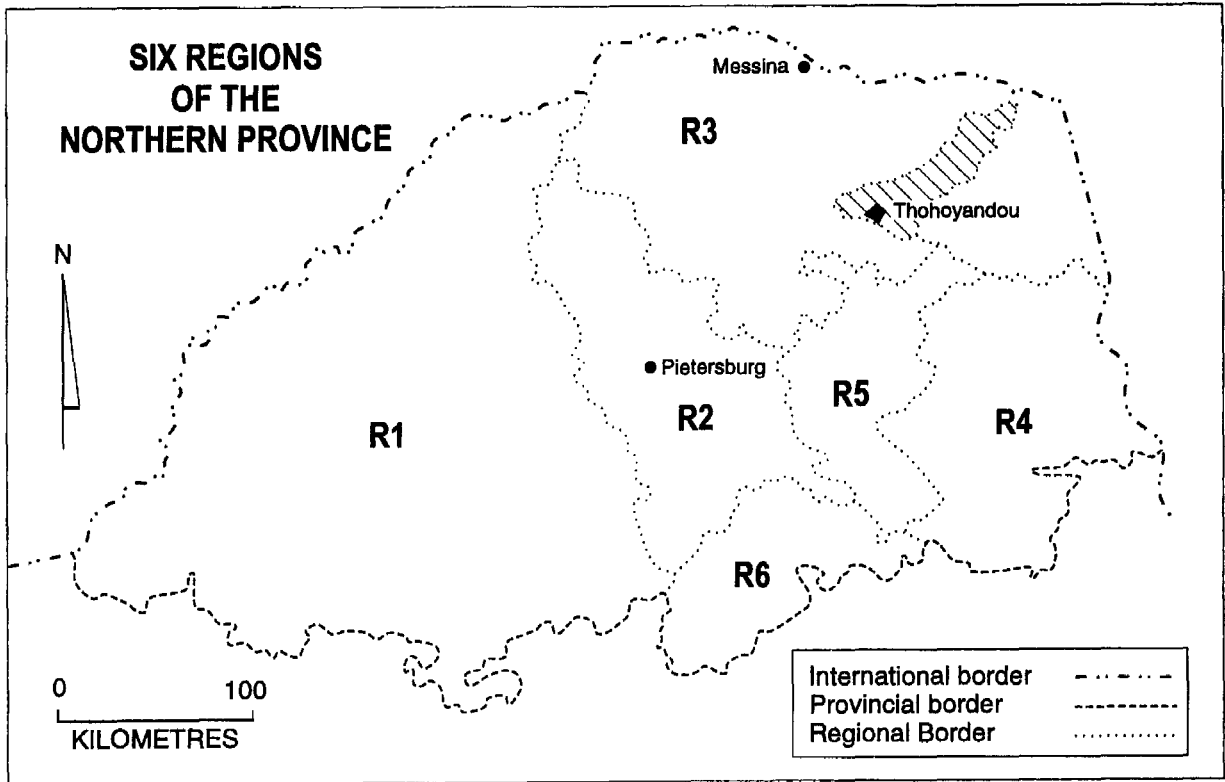 SIX REGIONS
OF THE
NORTHERN PROVINCE
Messina
R3
Thohoyandou
N
Pietersburg
R5
R2
R4
R1
R6
0 100
KILOMETRES
International border
Provincial border
Regional Border